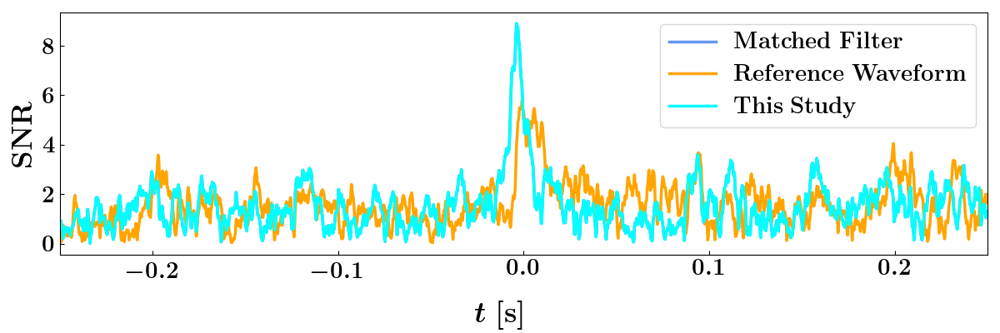 SNR
8
6
4
2
0
−0.2
−0.1
0.0
0.1
0.2
t [s]
Matched Filter
Reference Waveform
This Study